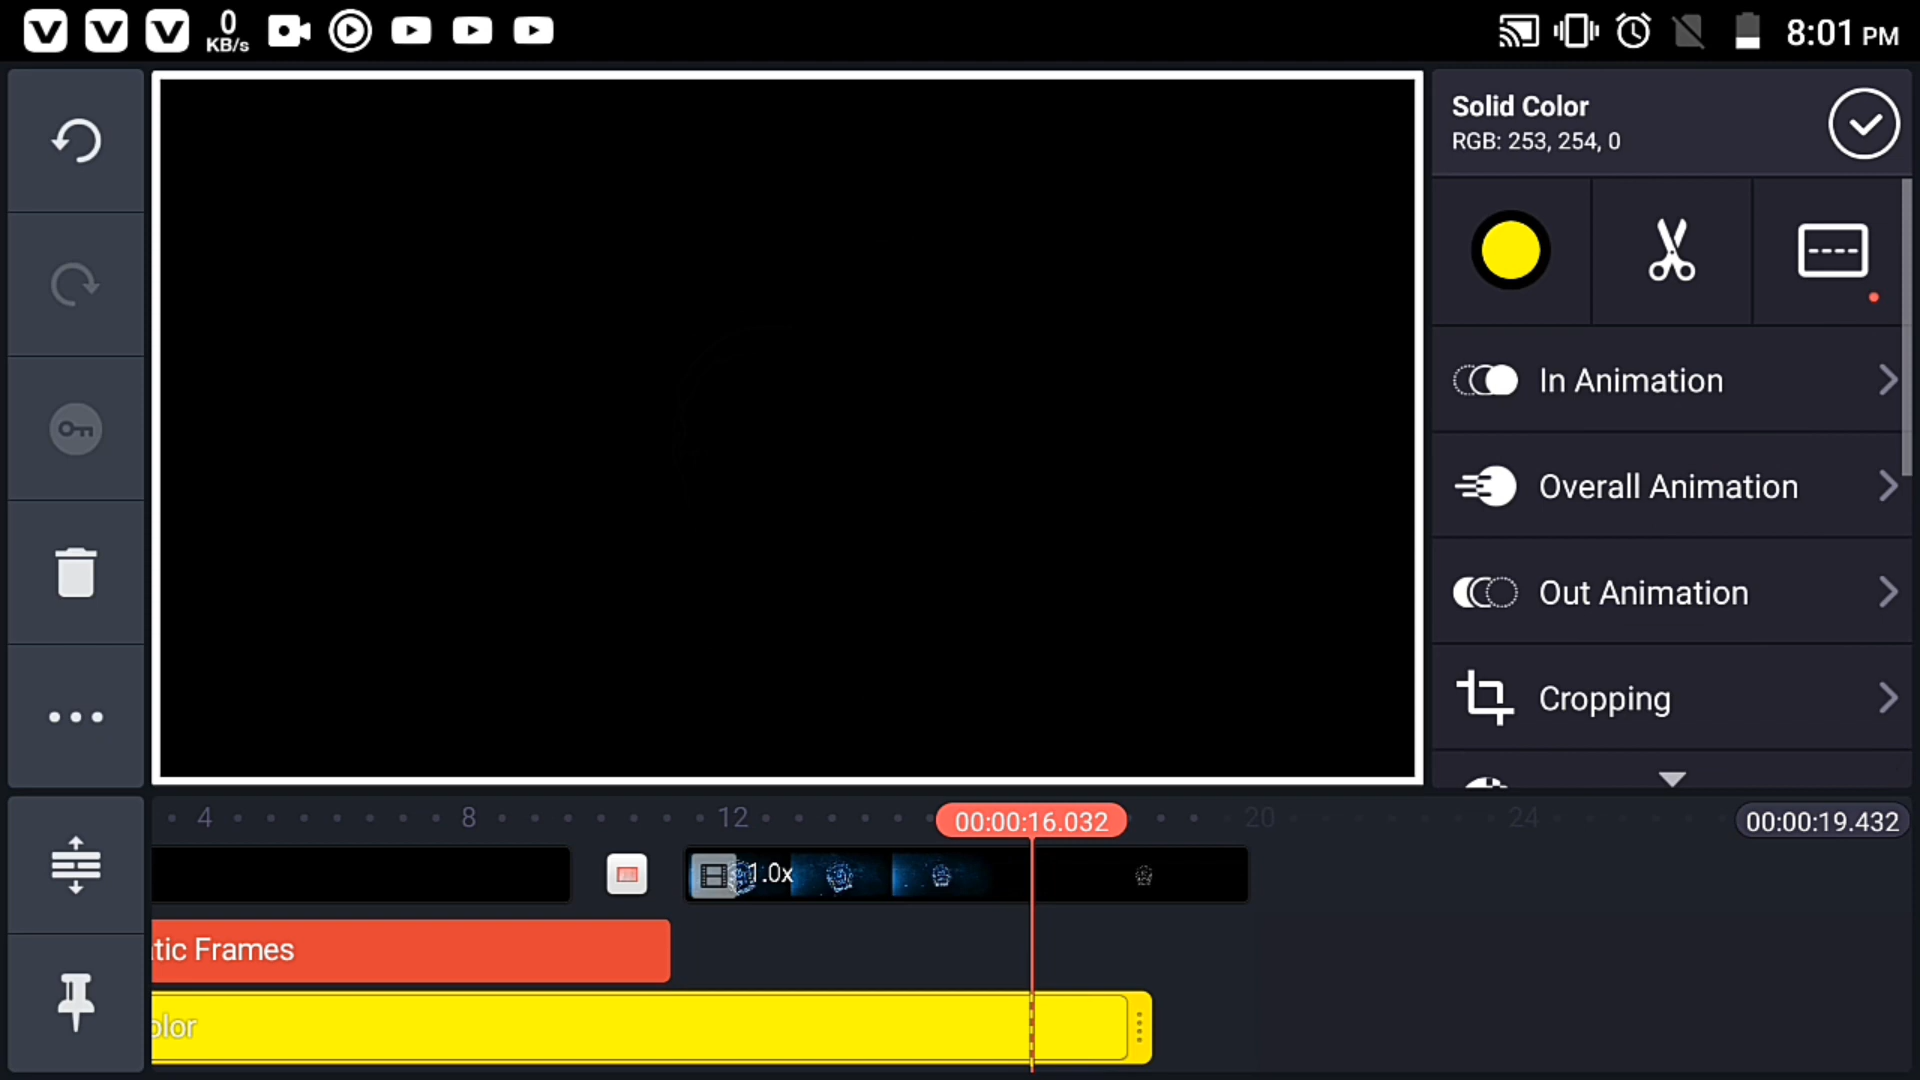 0
KB/s
8:01 PM
Solid Color
RGB: 253, 254, 0
In Animation
Overall Animation
Out Animation
Cropping
4
8
12
00:00:16.032
20
24
00:00:19.432
1.0x
tic Frames
olor